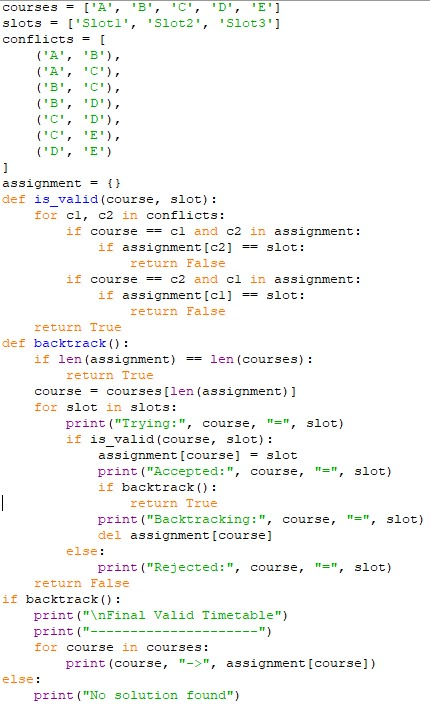 courses = ['A', 'B', 'C', 'D', 'E']
slots = ['Slot1', 'Slot2', 'Slot3']
conflicts = [
    ('A', 'B'),
    ('A', 'C'),
    ('B', 'C'),
    ('B', 'D'),
    ('C', 'D'),
    ('C', 'E'),
    ('D', 'E')
]
assignment = {}
def is_valid(course, slot):
    for c1, c2 in conflicts:
        if course == c1 and c2 in assignment:
            if assignment[c2] == slot:
                return False
        if course == c2 and c1 in assignment:
            if assignment[c1] == slot:
                return False
    return True
def backtrack():
    if len(assignment) == len(courses):
        return True
    course = courses[len(assignment)]
    for slot in slots:
        print("Trying:", course, "=", slot)
        if is_valid(course, slot):
            assignment[course] = slot
            print("Accepted:", course, "=", slot)
            if backtrack():
                return True
            print("Backtracking:", course, "=", slot)
            del assignment[course]
        else:
            print("Rejected:", course, "=", slot)
    return False
if backtrack():
    print("\nFinal Valid Timetable")
    print("---------------------")
    for course in courses:
        print(course, "->", assignment[course])
else:
    print("No solution found")